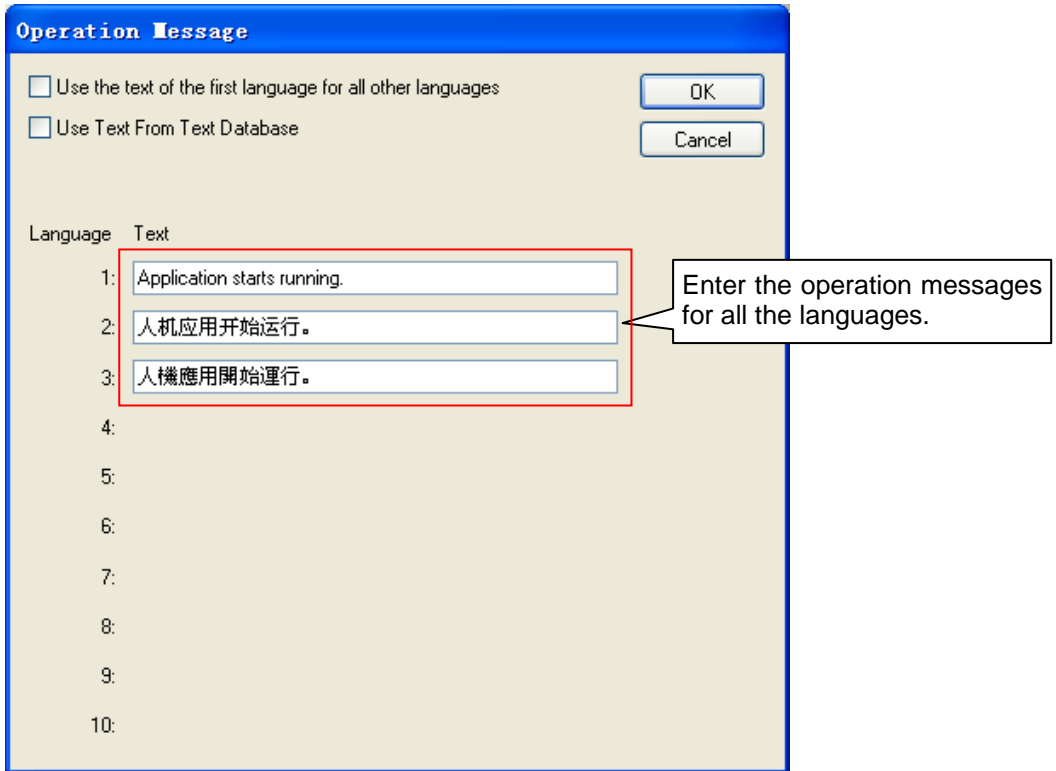 Operation Message
Use the text of the first language for all other languages
OK
Use Text From Text Database
Cancel
Language Text
1: Application starts running.
Enter the operation messages
for all the languages.
2: 人机应用开始运行。
3: 人機應用開始運行。
4:
5:
6:
7:
8:
9:
10: